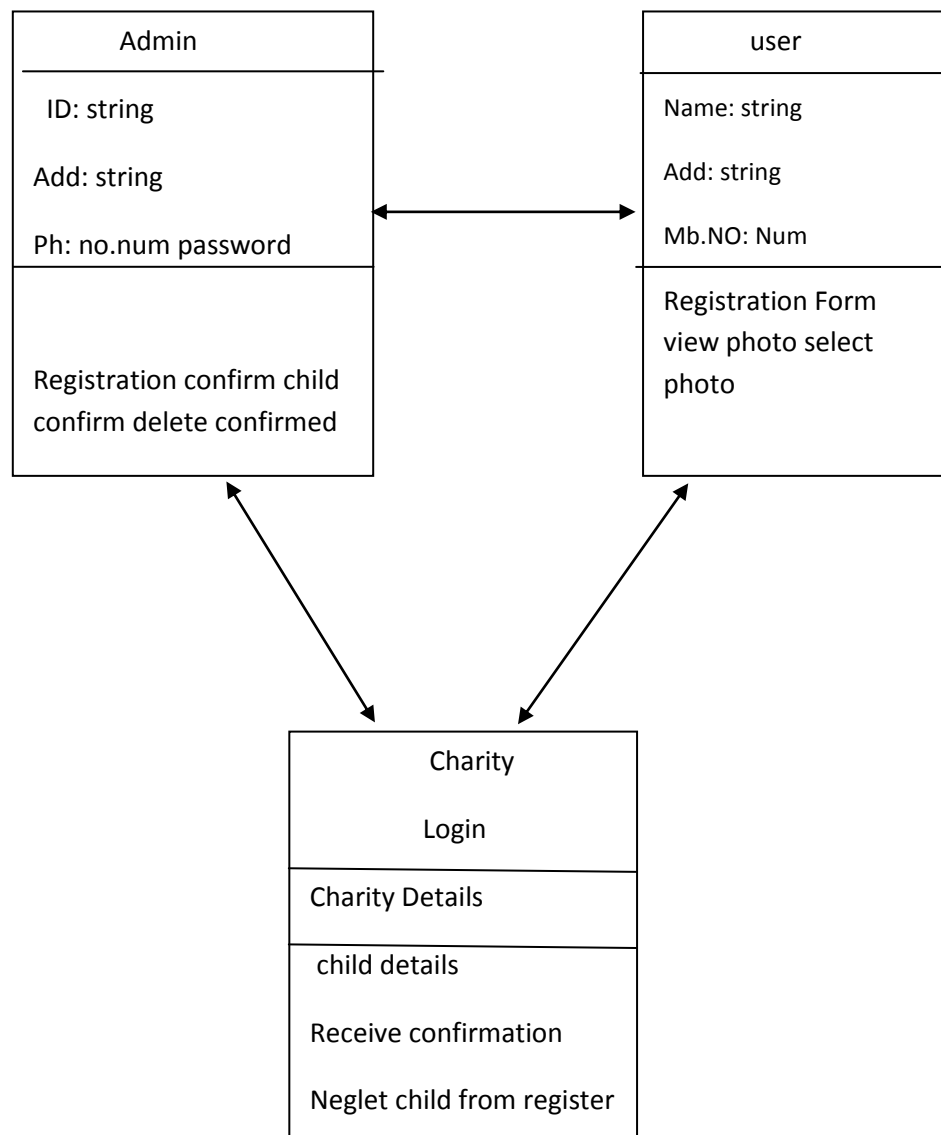 Admin
ID: string
Add: string
Ph: no.num password
Registration confirm child
confirm delete confirmed
user
Name: string
Add: string
Mb.NO: Num
Registration Form
view photo select
photo
Charity
Login
Charity Details
child details
Receive confirmation
Neglet child from register